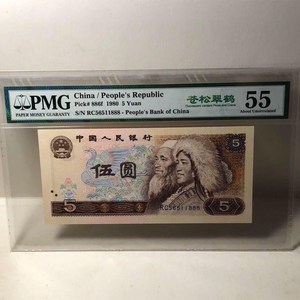 PMG
PAPER MONEY GUARANTY
China / People's Republic
Pick# 886f 1980 5 Yuan
S/N RC56511888 - People's Bank of China
苍松翠鹤
55
About Uncirculated
中国人民银行
5
伍圆
RC56511888
5
5